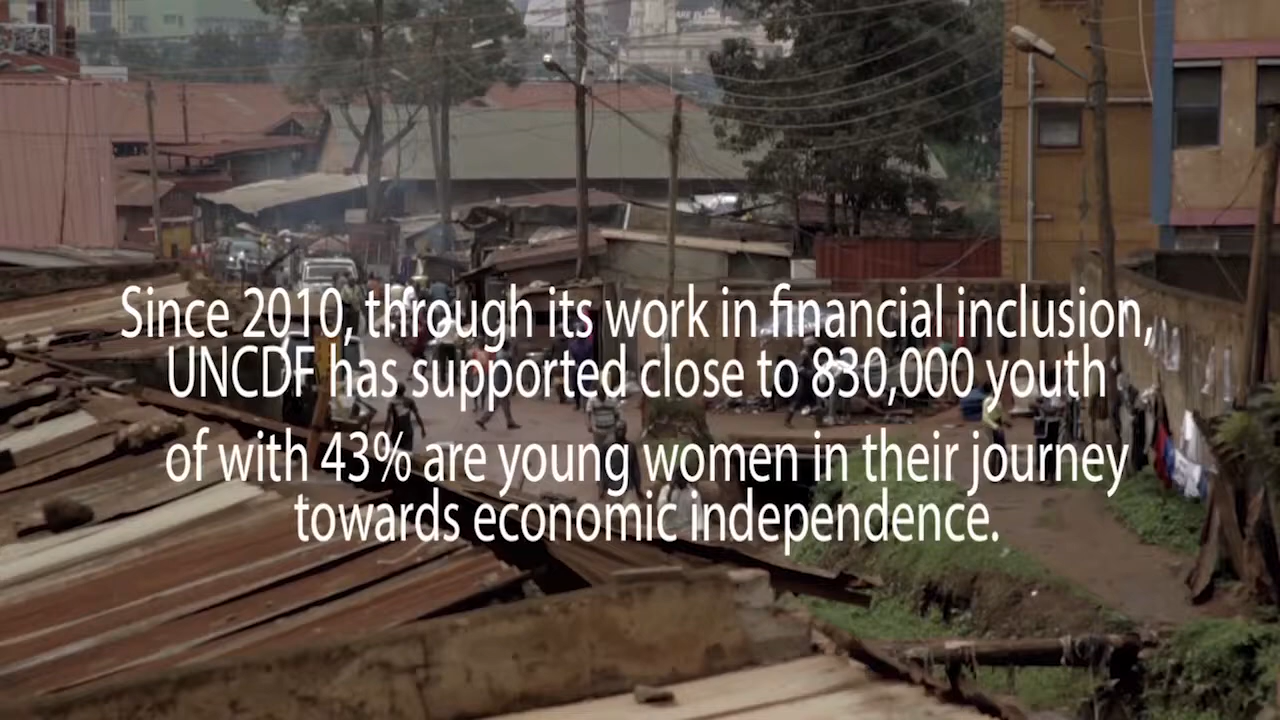 Since 2010, through its work in financial inclusion,
UNCDF has supported close to 830,000 youth
of with 43% are young women in their journey
towards economic independence.